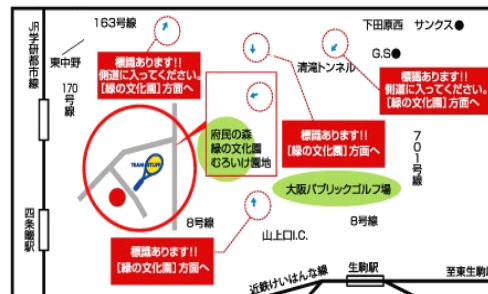 163号線
下田原西 サンクス●
JR学研都市線
東中野
標識あります!!
側道に入ってください。
[緑の文化園]方面へ
清滝トンネル
G.S●
標識あります!!
側道に入ってください。
[緑の文化園]方面へ
170号線
府民の森
緑の文化園
むろいけ園地
標識あります!!
[緑の文化園]方面へ
701号線
大阪パブリックゴルフ場
四条畷駅
8号線
8号線
標識あります!!
[緑の文化園]方面へ
山上口I.C.
生駒駅
近鉄けいはんな線
至東生駒